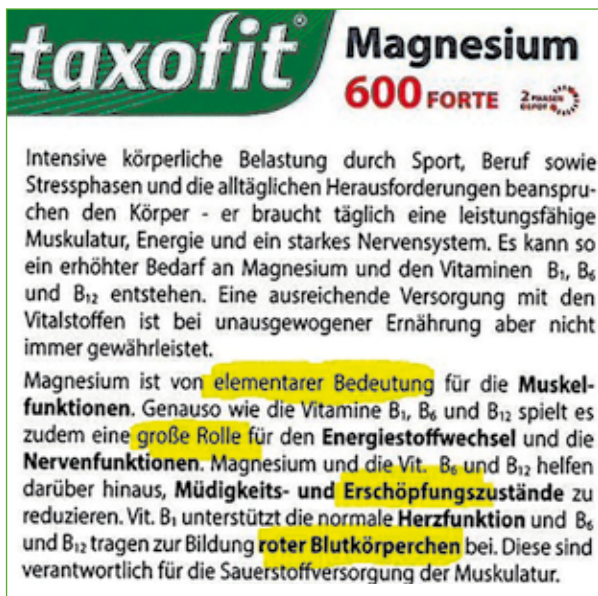 taxofit®
Magnesium
600 FORTE 2 PHASEN DEPOT
Intensive körperliche Belastung durch Sport, Beruf sowie
Stressphasen und die alltäglichen Herausforderungen beanspru-
chen den Körper - er braucht täglich eine leistungsfähige
Muskulatur, Energie und ein starkes Nervensystem. Es kann so
ein erhöhter Bedarf an Magnesium und den Vitaminen B₁, B₆
und B₁₂ entstehen. Eine ausreichende Versorgung mit den
Vitalstoffen ist bei unausgewogener Ernährung aber nicht
immer gewährleistet.
Magnesium ist von elementarer Bedeutung für die Muskel-
funktionen. Genauso wie die Vitamine B₁, B₆ und B₁₂ spielt es
zudem eine große Rolle für den Energiestoffwechsel und die
Nervenfunktionen. Magnesium und die Vit. B₆ und B₁₂ helfen
darüber hinaus, Müdigkeits- und Erschöpfungszustände zu
reduzieren. Vit. B₁ unterstützt die normale Herzfunktion und B₆
und B₁₂ tragen zur Bildung roter Blutkörperchen bei. Diese sind
verantwortlich für die Sauerstoffversorgung der Muskulatur.